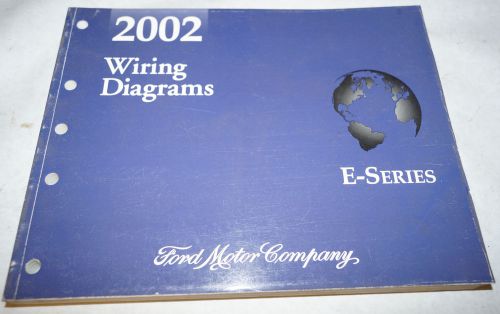 2002
Wiring
Diagrams
E-SERIES
Ford Motor Company